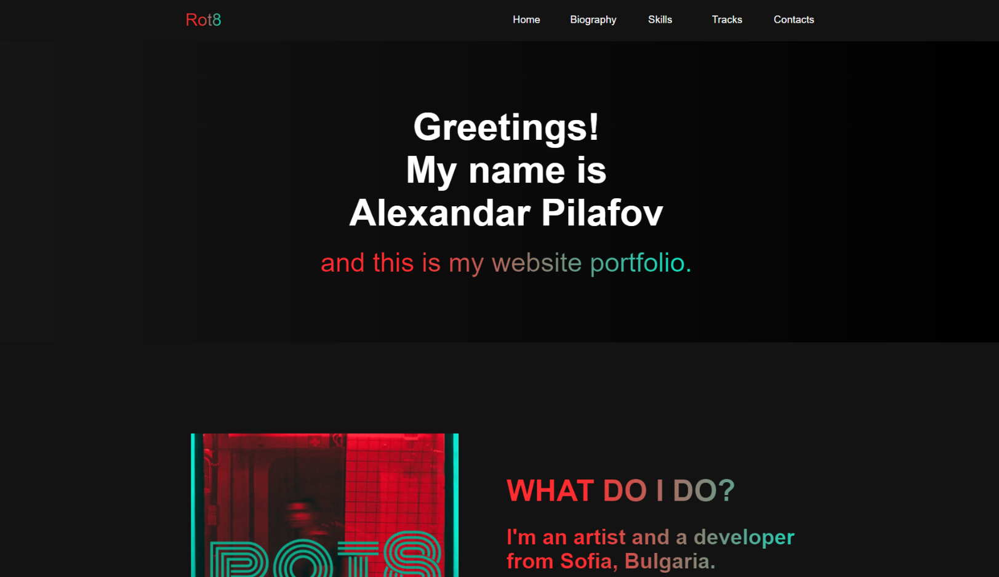 Rot8
Home Biography Skills Tracks Contacts
Greetings!
My name is
Alexandar Pilafov
and this is my website portfolio.
WHAT DO I DO?
I'm an artist and a developer
from Sofia, Bulgaria.
ROT8